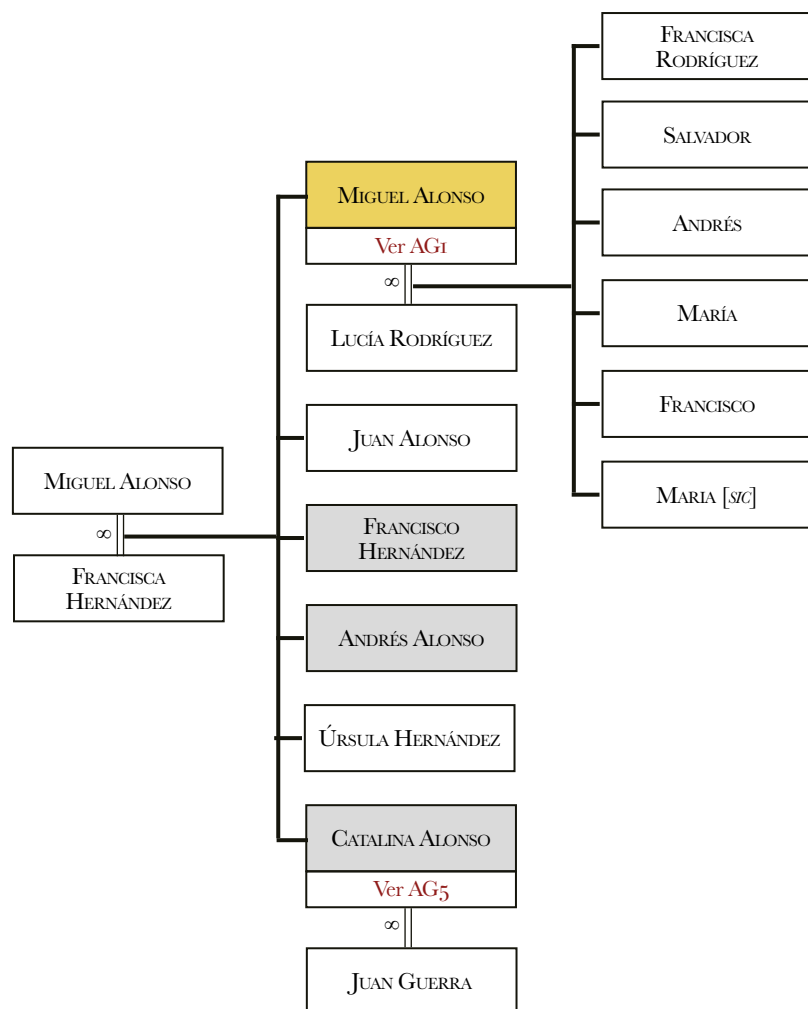 Miguel Alonso
∞
Francisca
Hernández
Miguel Alonso
Ver AG1
∞
Lucía Rodríguez
Juan Alonso
Francisco
Hernández
Andrés Alonso
Úrsula Hernández
Catalina Alonso
Ver AG5
∞
Juan Guerra
Francisca
Rodríguez
Salvador
Andrés
María
Francisco
Maria [sic]